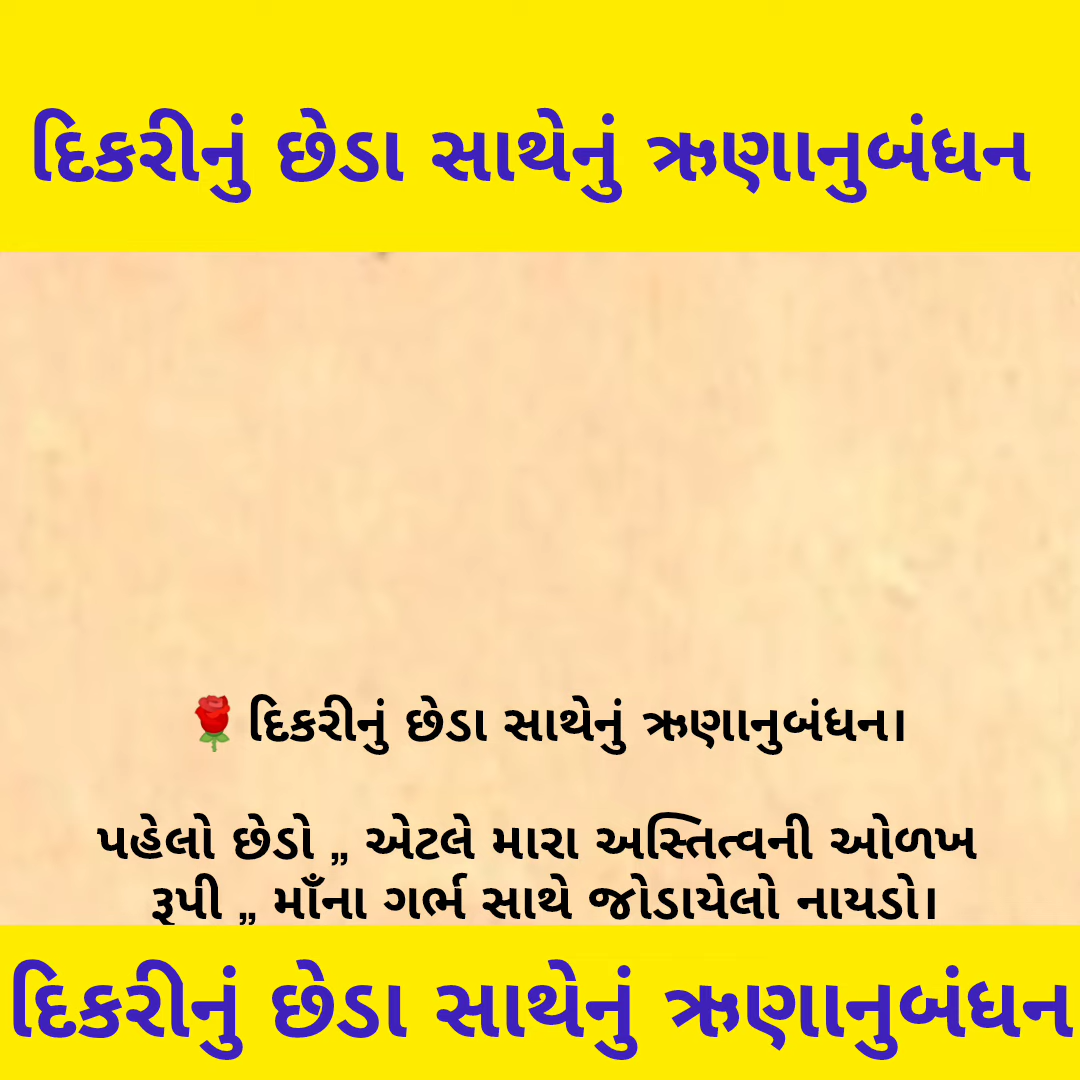 દિકરીનું છેડા સાથેનું ઋણાનુબંધન
🌹દિકરીનું છેડા સાથેનું ઋણાનુબંધન।
પહેલો છેડો ,, એટલે મારા અસ્તિત્વની ઓળખ
રૂપી ,, માઁના ગર્ભ સાથે જોડાયેલો નાયડો।
દિકરીનું છેડા સાથેનું ઋણાનુબંધન